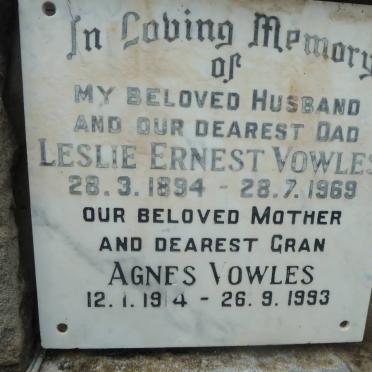 In Loving Memory
of
MY BELOVED HUSBAND
AND OUR DEAREST DAD
LESLIE ERNEST VOWLES
28.3.1894 - 28.7.1969
OUR BELOVED MOTHER
AND DEAREST GRAN
AGNES VOWLES
12.1.1914 - 26.9.1993